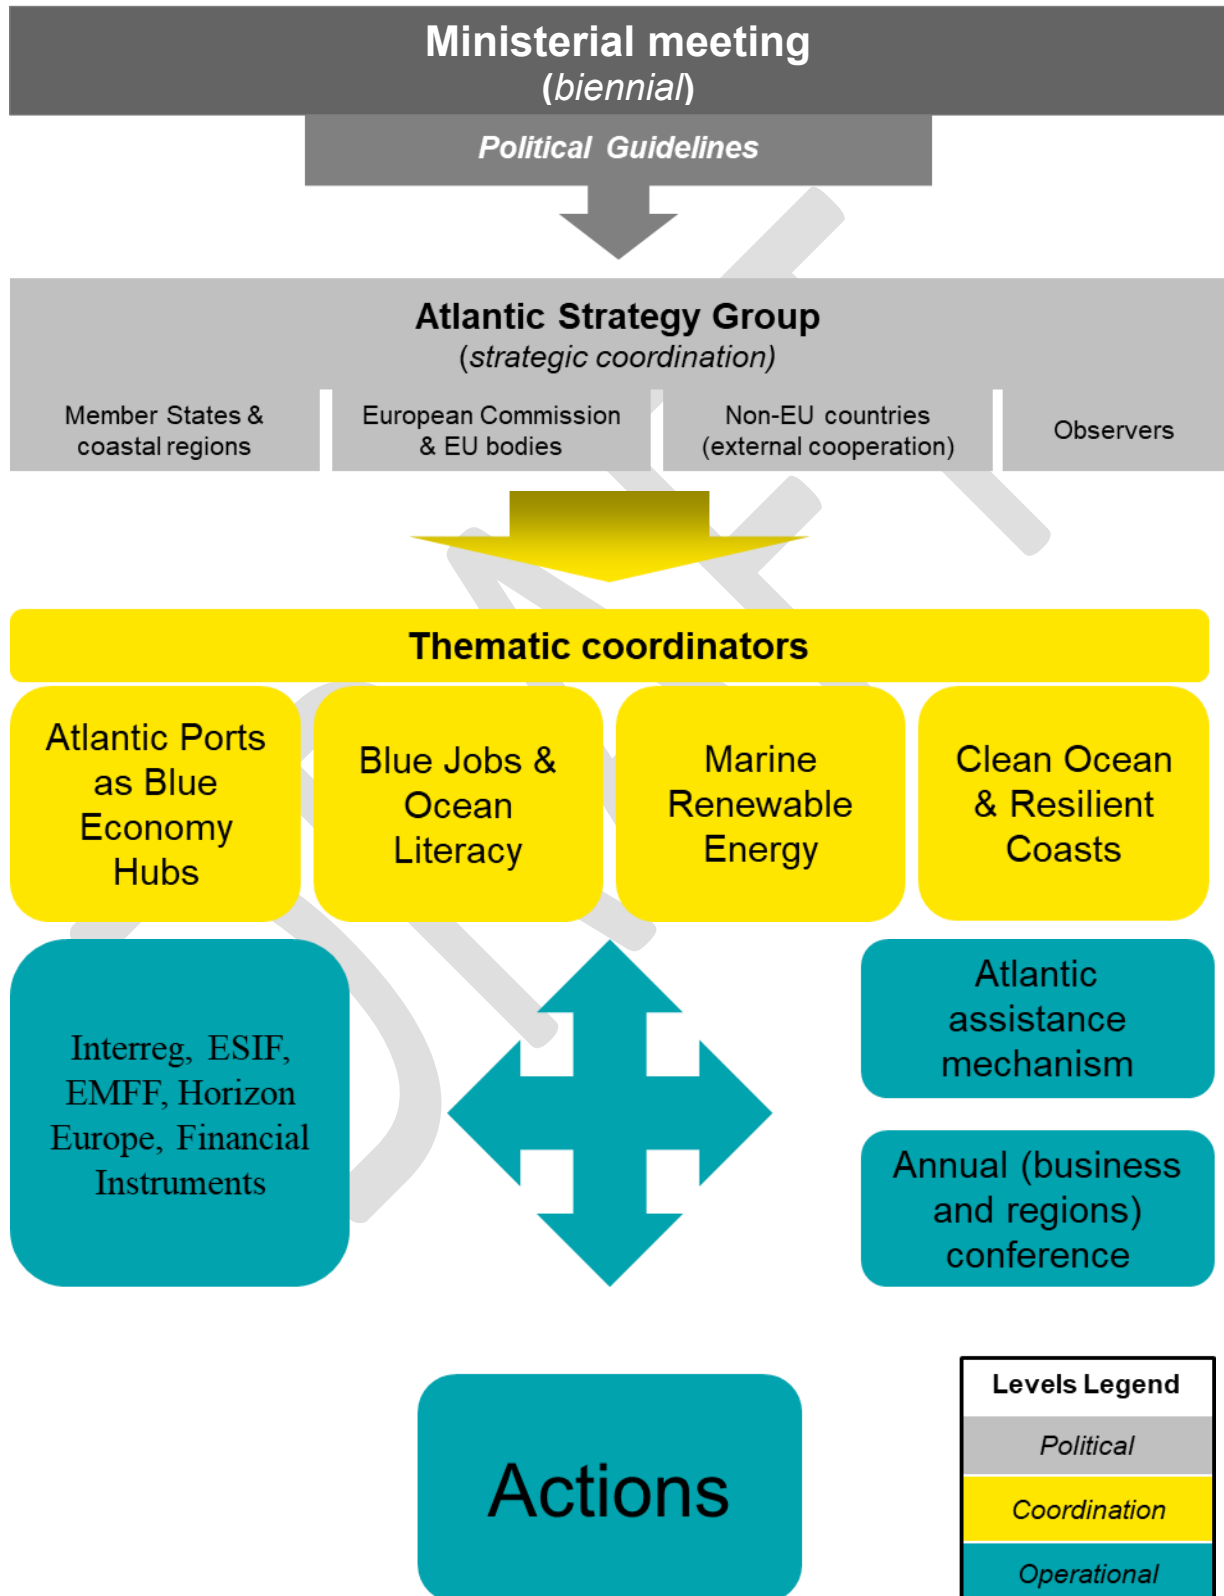 Ministerial meeting
(biennial)
Political Guidelines
Atlantic Strategy Group
(strategic coordination)
Member States &
coastal regions
European Commission
& EU bodies
Non-EU countries
(external cooperation)
Observers
Thematic coordinators
Atlantic Ports
as Blue
Economy
Hubs
Blue Jobs &
Ocean
Literacy
Marine
Renewable
Energy
Clean Ocean
& Resilient
Coasts
Interreg, ESIF,
EMFF, Horizon
Europe, Financial
Instruments
Atlantic
assistance
mechanism
Annual (business
and regions)
conference
Actions
Levels Legend
Political
Coordination
Operational
DRAFT